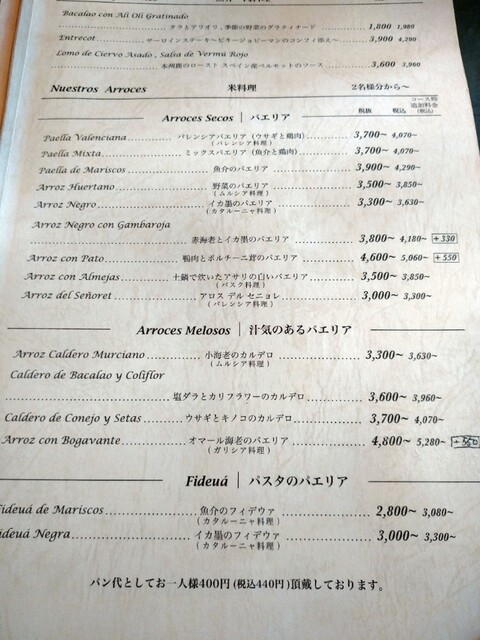 Bacalao con Ali Oli Gratinado
タラとアリオリ、季節の野菜のグラティナード 1,800 1,980
Entrecot
サーロインステーキ〜ピキージョピーマンのコンフィ添え〜 3,900 4,290
Lomo de Ciervo Asado, Salsa de Vermú Rojo
本州鹿のロースト スペイン産ベルモットのソース 3,600 3,960
Nuestros Arroces 米料理 2名様分から〜
Arroces Secos | パエリア 税抜 税込 コース時追加料金(税込)
Paella Valenciana バレンシアパエリア (ウサギと鶏肉) 3,700~ 4,070~
(バレンシア料理)
Paella Mixta ミックスパエリア (魚介と鶏肉) 3,700~ 4,070~
Paella de Mariscos 魚介のパエリア 3,900~ 4,290~
Arroz Huertano 野菜のパエリア 3,500~ 3,850~
(ムルシア料理)
Arroz Negro イカ墨のパエリア 3,300~ 3,630~
(カタルーニャ料理)
Arroz Negro con Gambaroja
赤海老とイカ墨のパエリア 3,800~ 4,180~ +330
Arroz con Pato 鴨肉とポルチーニ茸のパエリア 4,600~ 5,060~ +550
Arroz con Almejas 土鍋で炊いたアサリの白いパエリア 3,500~ 3,850~
(バスク料理)
Arroz del Señoret アロス デル セニョレ 3,000~ 3,300~
(バレンシア料理)
Arroces Melosos | 汁気のあるパエリア
Arroz Caldero Murciano 小海老のカルデロ 3,300~ 3,630~
(ムルシア料理)
Caldero de Bacalao y Coliflor
塩ダラとカリフラワーのカルデロ 3,600~ 3,960~
Caldero de Conejo y Setas ウサギとキノコのカルデロ 3,700~ 4,070~
Arroz con Bogavante オマール海老のパエリア 4,800~ 5,280~ +550
(ガリシア料理)
Fideuá | パスタのパエリア
Fideuá de Mariscos 魚介のフィデウァ 2,800~ 3,080~
(カタルーニャ料理)
Fideuá Negra イカ墨のフィデウァ 3,000~ 3,300~
(カタルーニャ料理)
パン代としてお一人様400円(税込440円)頂戴しております。